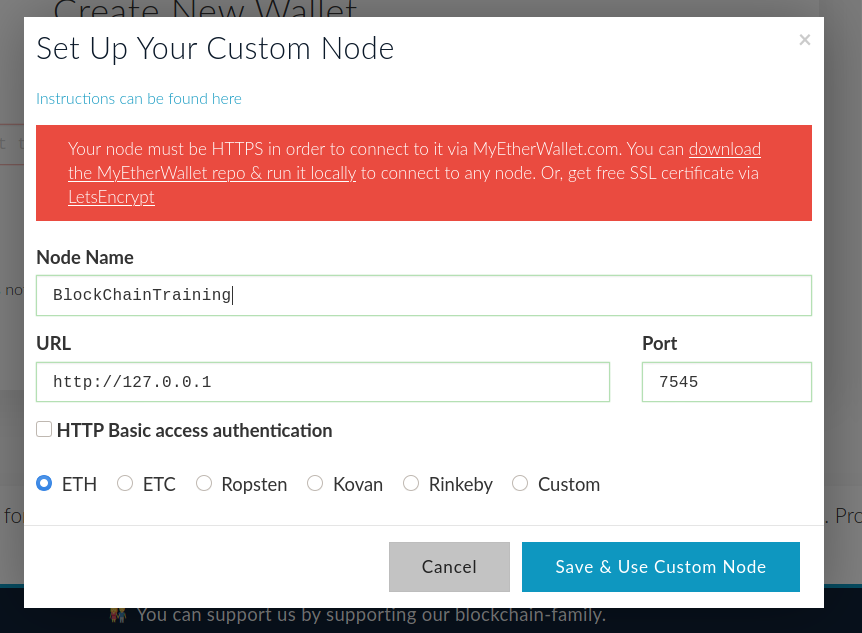 Create New Wallet
Set Up Your Custom Node
×
Instructions can be found here
Your node must be HTTPS in order to connect to it via MyEtherWallet.com. You can download
the MyEtherWallet repo & run it locally to connect to any node. Or, get free SSL certificate via
LetsEncrypt
Node Name
no
BlockChainTraining
URL Port
http://127.0.0.1 7545
HTTP Basic access authentication
ETH ETC Ropsten Kovan Rinkeby Custom
for . Pro
Cancel Save & Use Custom Node
You can support us by supporting our blockchain-family.